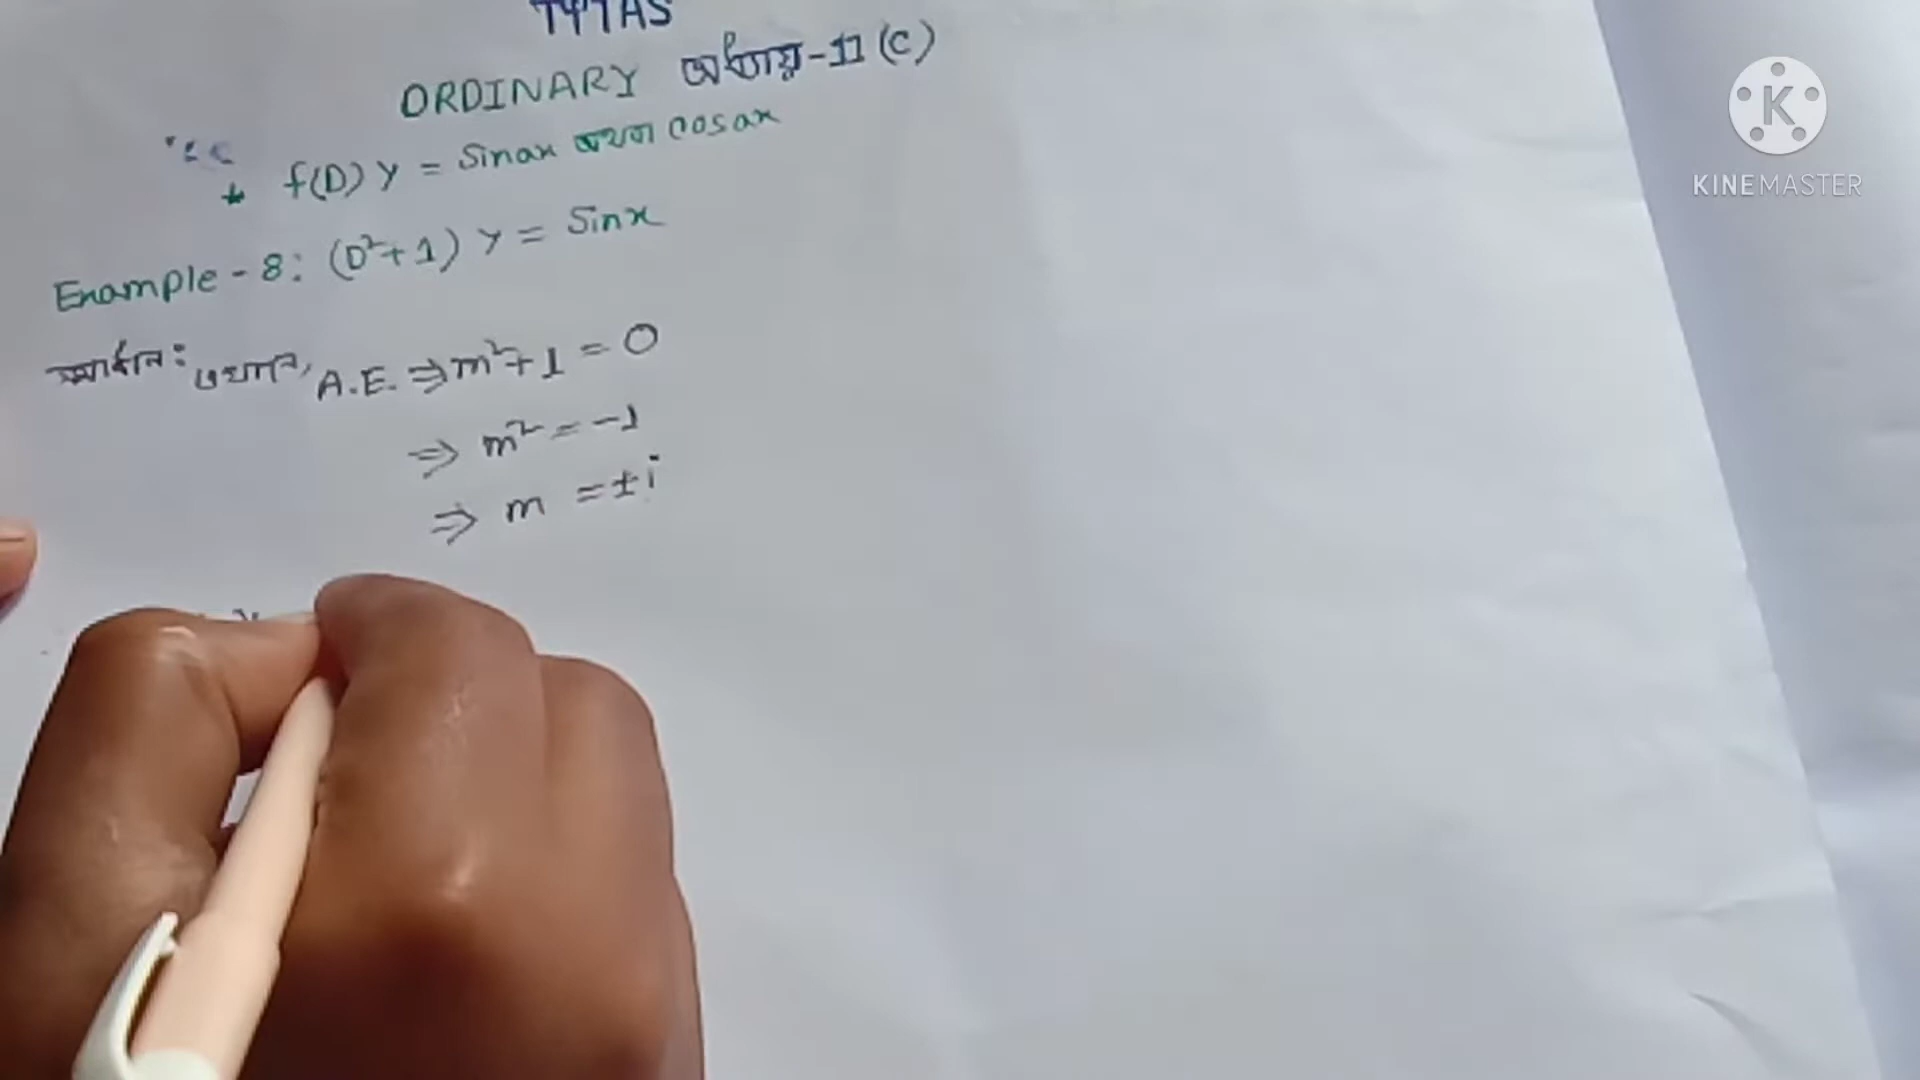 ORDINARY অধ্যায়-11 (C)
* f(D) y = Sinax অথবা cosax
Example - 8: (D²+1) y = Sinx
সমাধান: এখানে, A.E. ⇒ m²+1 = 0
⇒ m² = -1
⇒ m = ±i
KINEMASTER